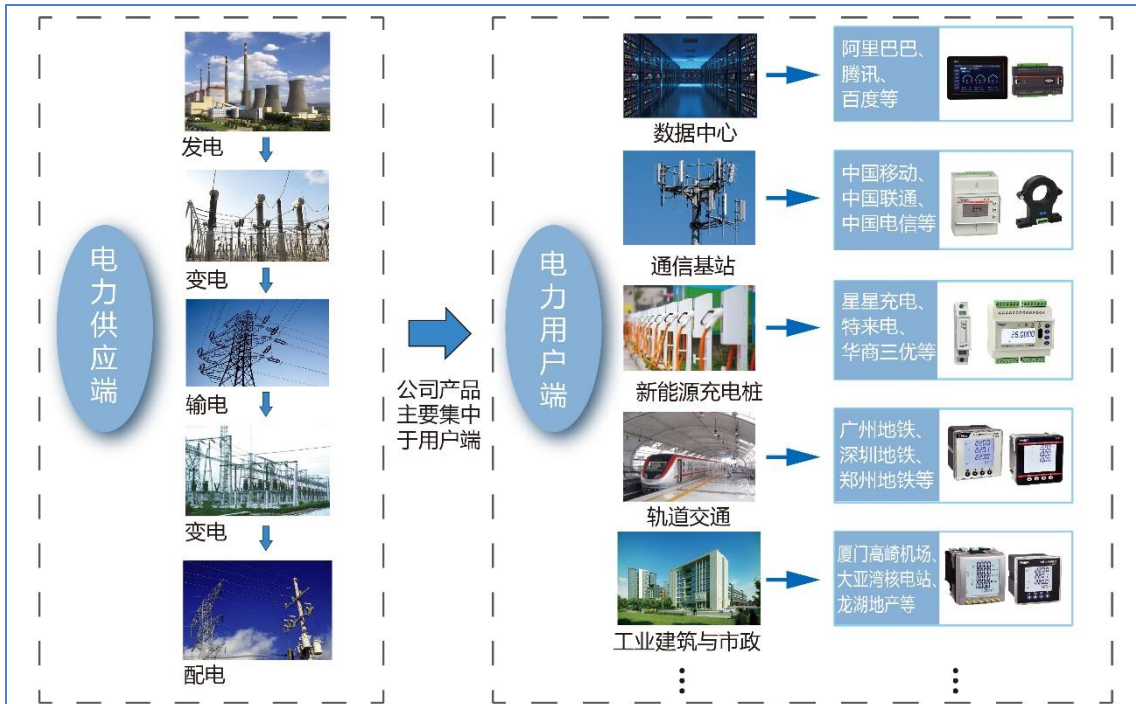 电力供应端
发电
变电
输电
变电
配电
公司产品
主要集中
于用户端
电力用户端
数据中心
阿里巴巴、
腾讯、
百度等
通信基站
中国移动、
中国联通、
中国电信等
新能源充电桩
星星充电、
特来电、
华商三优等
轨道交通
广州地铁、
深圳地铁、
郑州地铁等
工业建筑与市政
厦门高崎机场、
大亚湾核电站、
龙湖地产等